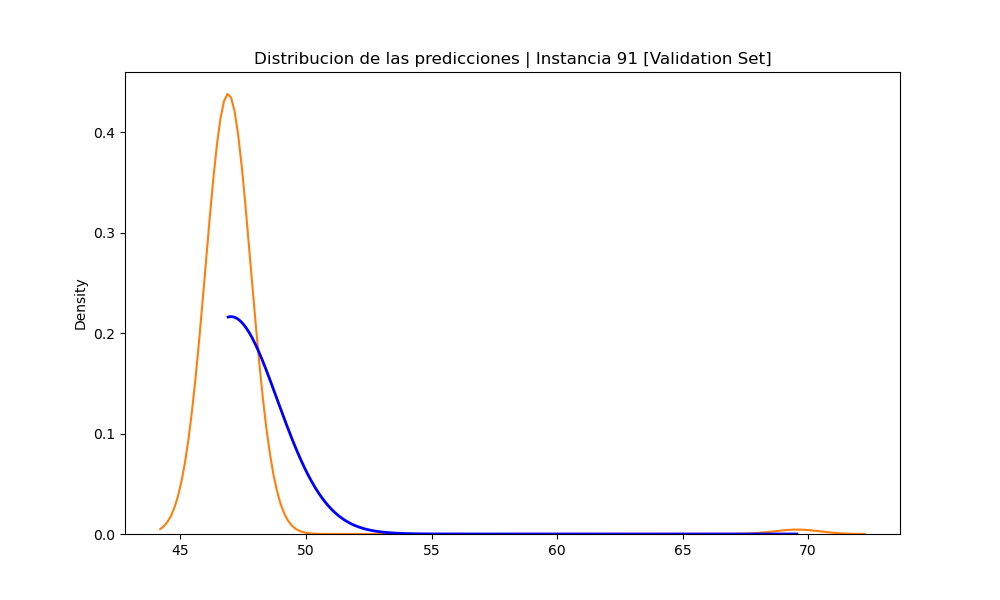 Distribucion de las predicciones | Instancia 91 [Validation Set]
Density
0.4
0.3
0.2
0.1
0.0
45 50 55 60 65 70